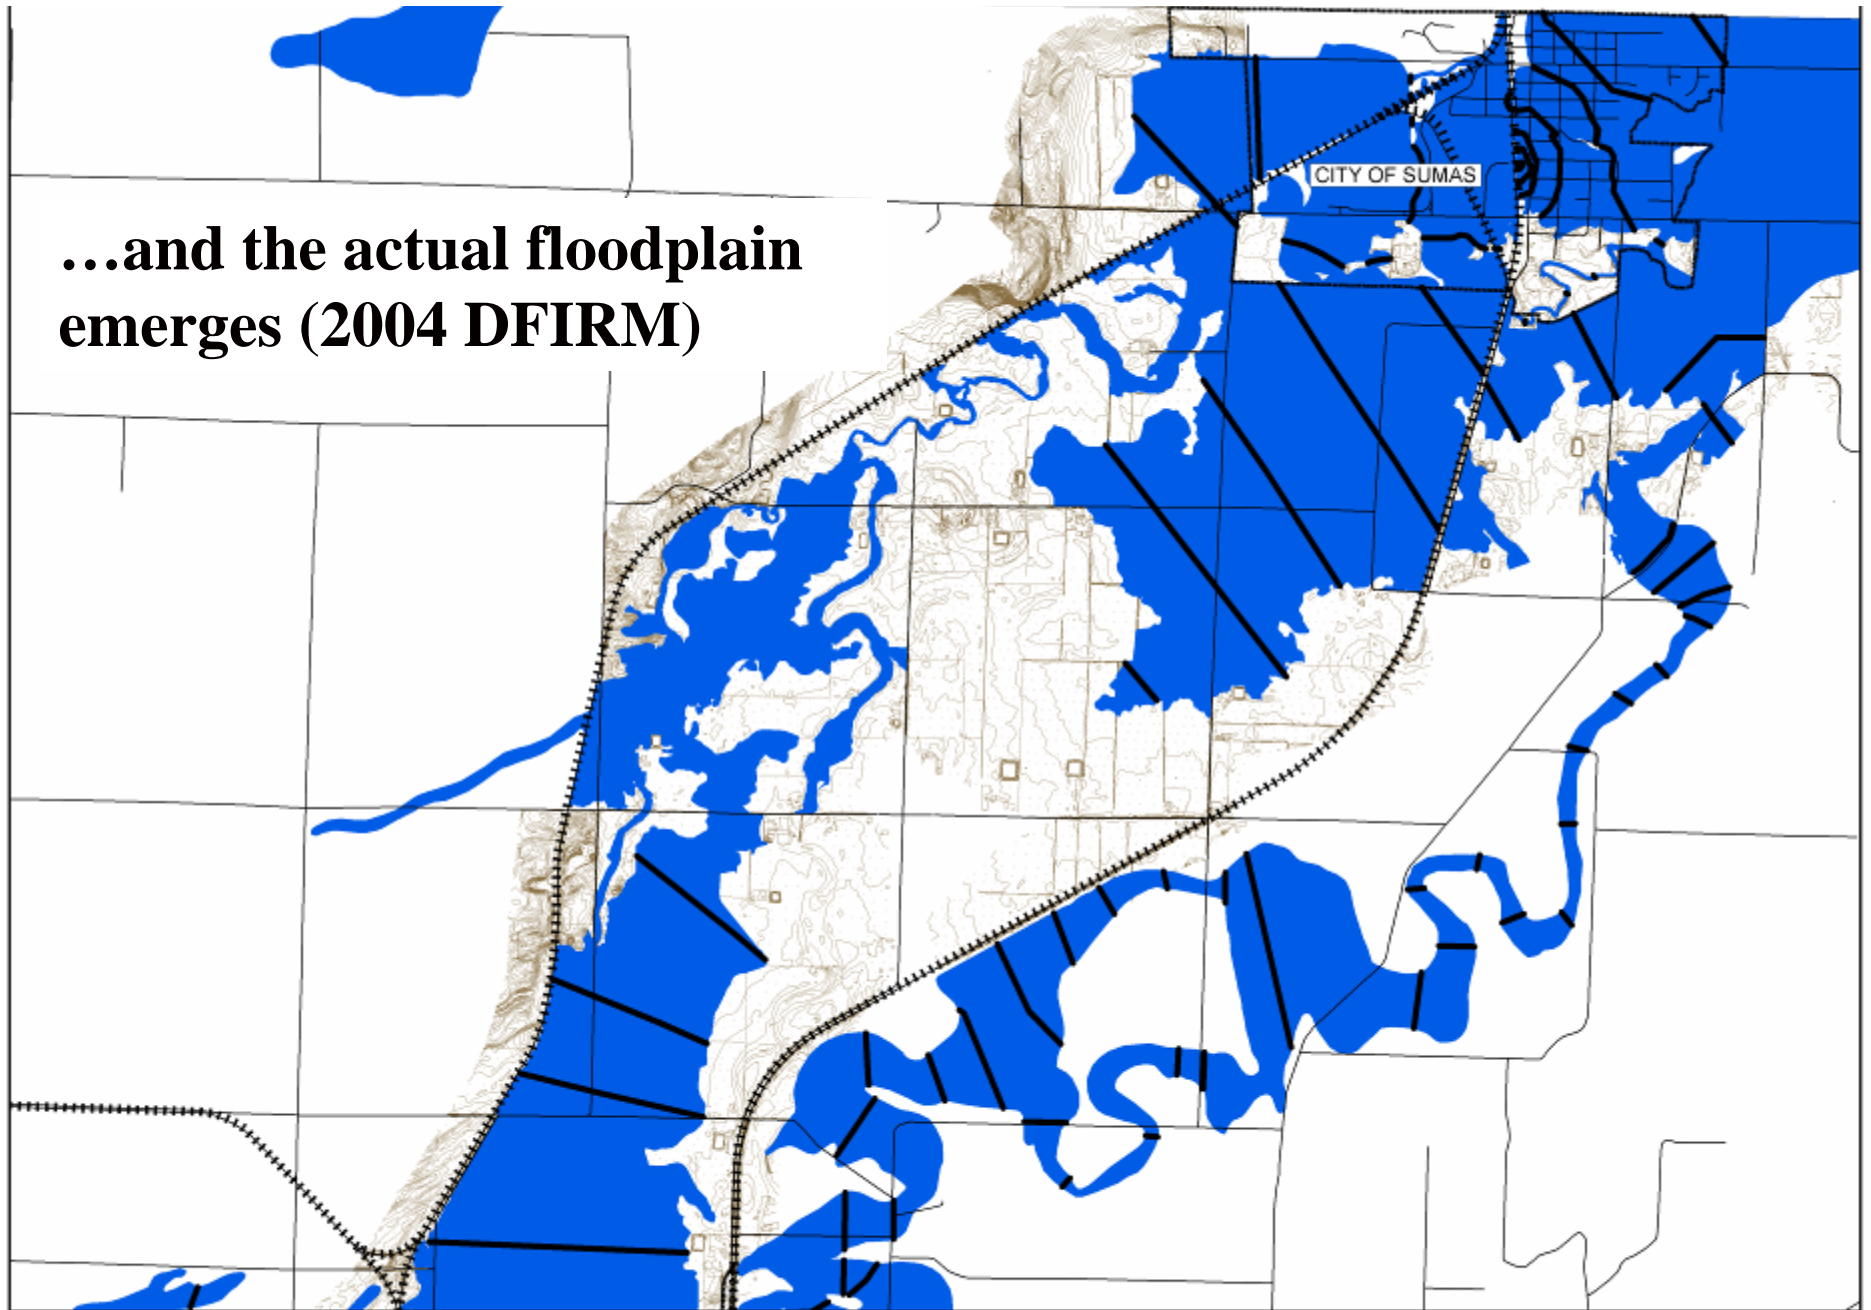 CITY OF SUMAS
…and the actual floodplain
emerges (2004 DFIRM)